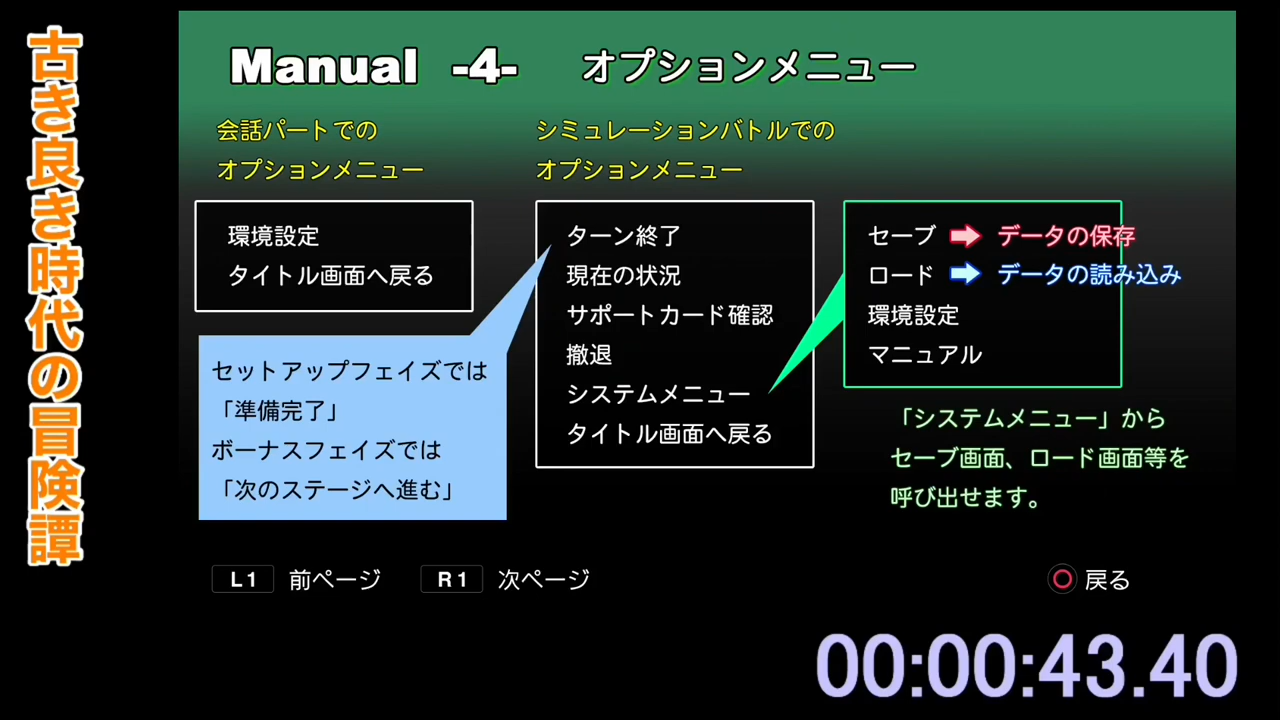 古き良き時代の冒険譚
Manual -4- オプションメニュー
会話パートでの
オプションメニュー
環境設定
タイトル画面へ戻る
セットアップフェイズでは
「準備完了」
ボーナスフェイズでは
「次のステージへ進む」
シミュレーションバトルでの
オプションメニュー
ターン終了
現在の状況
サポートカード確認
撤退
システムメニュー
タイトル画面へ戻る
セーブ データの保存
ロード データの読み込み
環境設定
マニュアル
「システムメニュー」から
セーブ画面、ロード画面等を
呼び出せます。
L1 前ページ R1 次ページ 戻る
00:00:43.40